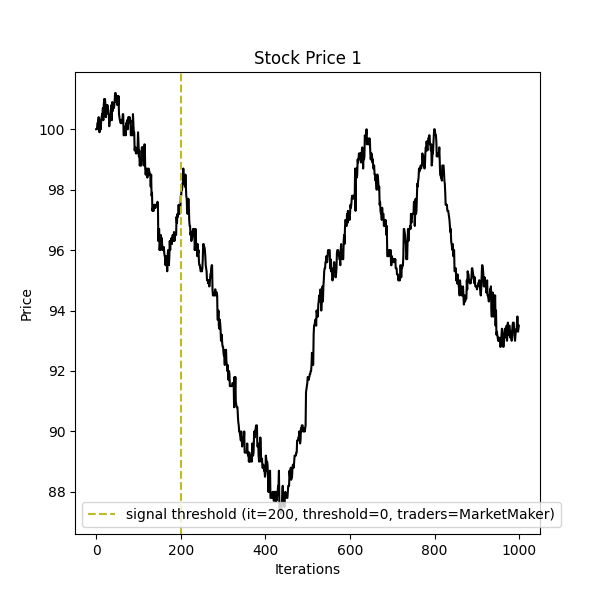 Stock Price 1
Price
100
98
96
94
92
90
88
signal threshold (it=200, threshold=0, traders=MarketMaker)
0 200 400 600 800 1000
Iterations